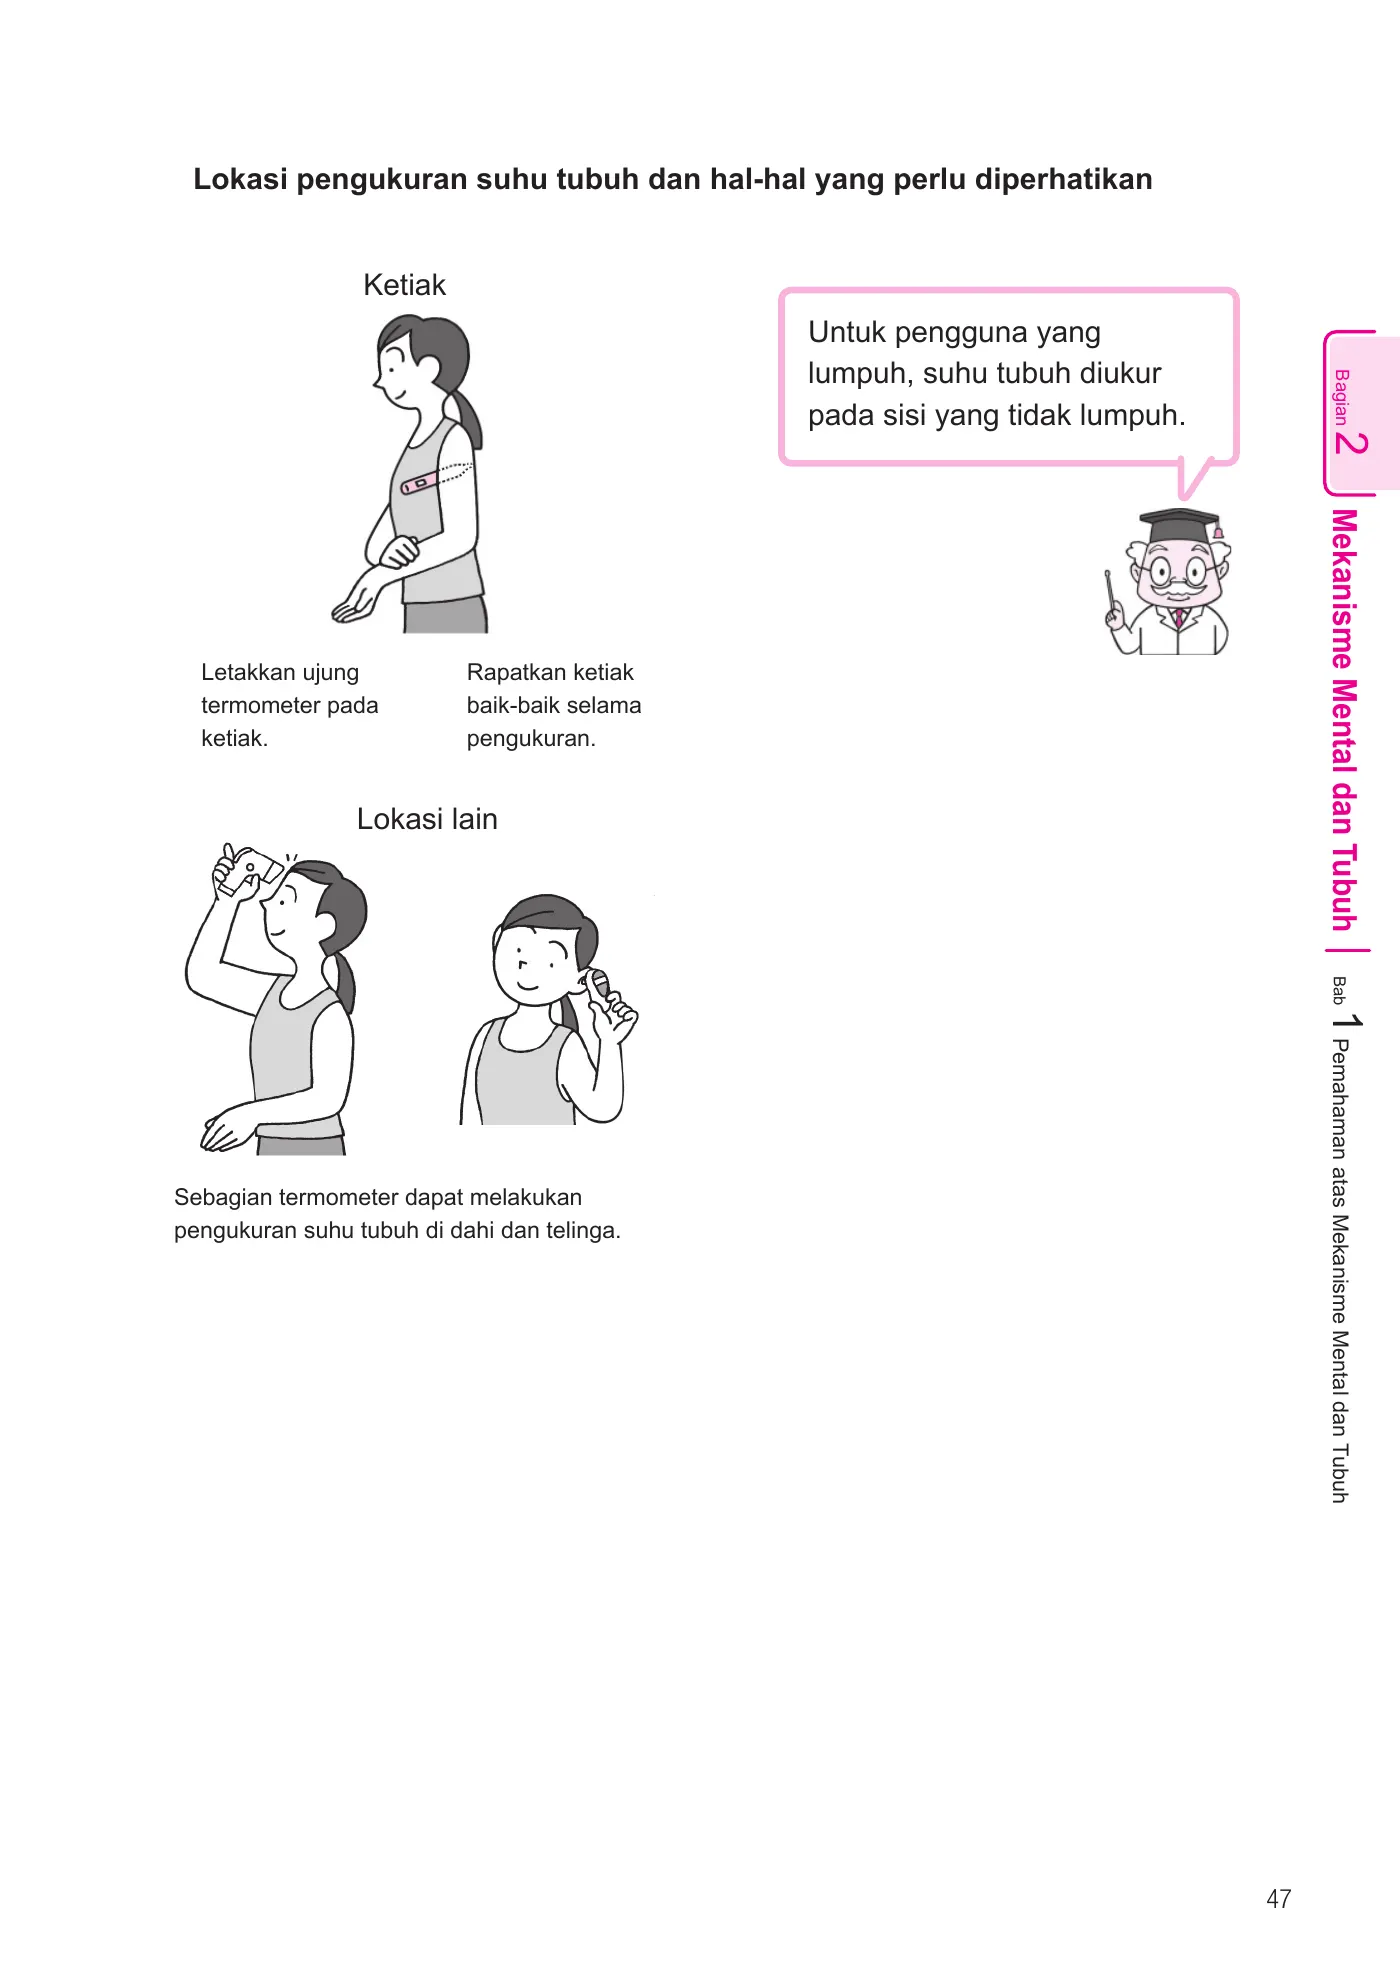 Lokasi pengukuran suhu tubuh dan hal-hal yang perlu diperhatikan
Ketiak
Untuk pengguna yang
lumpuh, suhu tubuh diukur
pada sisi yang tidak lumpuh.
Letakkan ujung
termometer pada
ketiak.
Rapatkan ketiak
baik-baik selama
pengukuran.
Lokasi lain
Sebagian termometer dapat melakukan
pengukuran suhu tubuh di dahi dan telinga.
Bagian 2 Mekanisme Mental dan Tubuh
Bab 1 Pemahaman atas Mekanisme Mental dan Tubuh
47